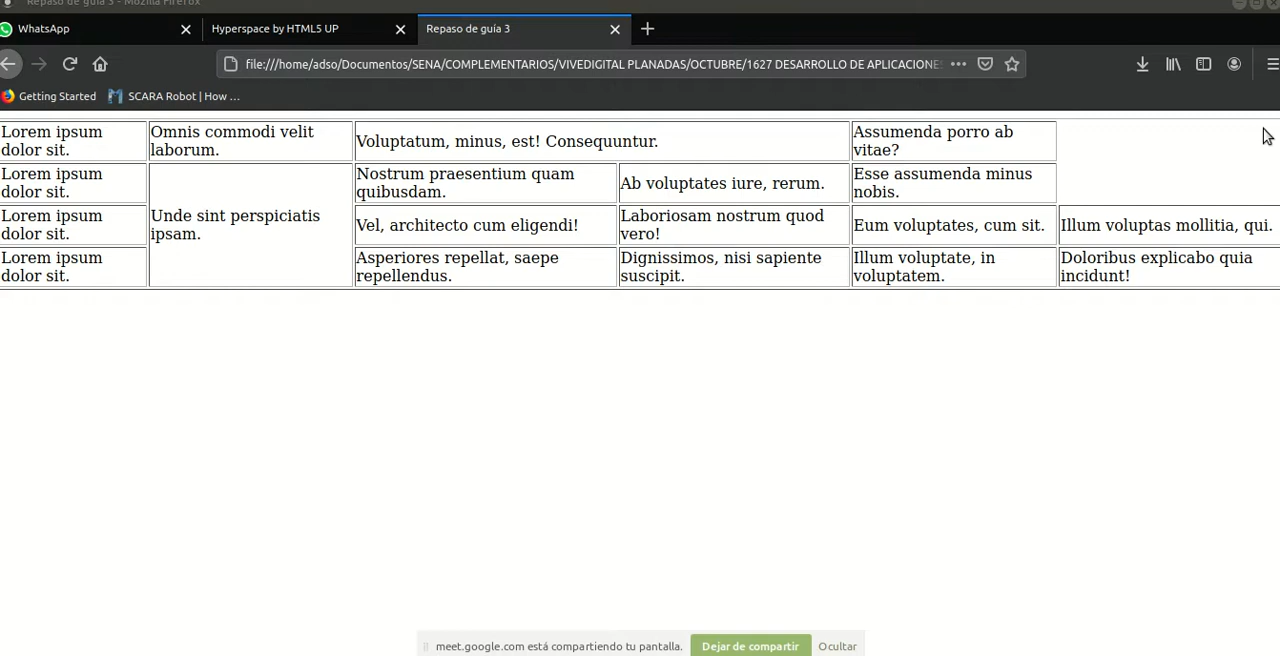 Repaso de guía 3 - Mozilla Firefox
WhatsApp
Hyperspace by HTML5 UP
Repaso de guía 3
file:///home/adso/Documentos/SENA/COMPLEMENTARIOS/VIVEDIGITAL PLANADAS/OCTUBRE/1627 DESARROLLO DE APLICACIONE
Getting Started
SCARA Robot | How ...
Lorem ipsum
dolor sit.
Omnis commodi velit
laborum.
Voluptatum, minus, est! Consequuntur.
Assumenda porro ab
vitae?
Lorem ipsum
dolor sit.
Unde sint perspiciatis
ipsam.
Nostrum praesentium quam
quibusdam.
Ab voluptates iure, rerum.
Esse assumenda minus
nobis.
Lorem ipsum
dolor sit.
Vel, architecto cum eligendi!
Laboriosam nostrum quod
vero!
Eum voluptates, cum sit.
Illum voluptas mollitia, qui.
Lorem ipsum
dolor sit.
Asperiores repellat, saepe
repellendus.
Dignissimos, nisi sapiente
suscipit.
Illum voluptate, in
voluptatem.
Doloribus explicabo quia
incidunt!
meet.google.com está compartiendo tu pantalla.
Dejar de compartir
Ocultar